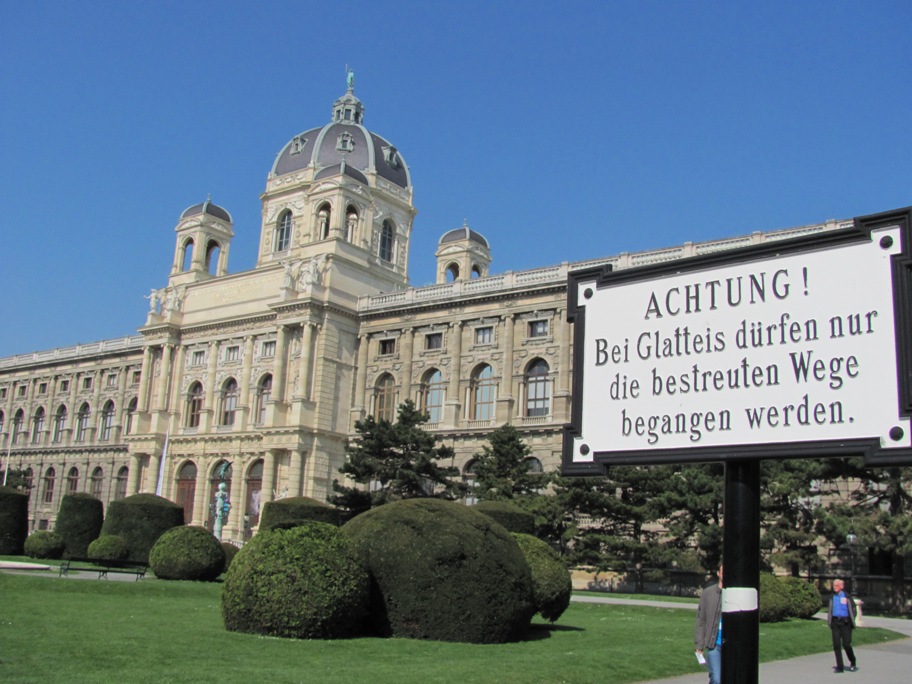 ACHTUNG!
Bei Glatteis dürfen nur
die bestreuten Wege
begangen werden.